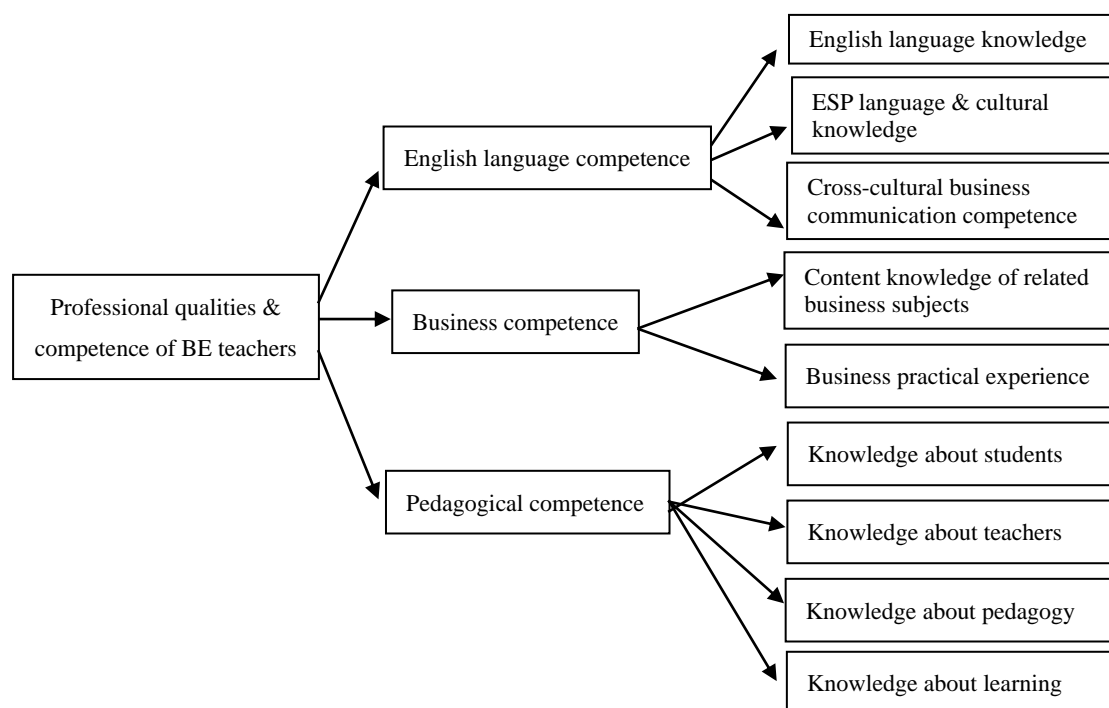 English language knowledge
ESP language & cultural
knowledge
English language competence
Cross-cultural business
communication competence
Professional qualities &
competence of BE teachers
Business competence
Content knowledge of related
business subjects
Business practical experience
Pedagogical competence
Knowledge about students
Knowledge about teachers
Knowledge about pedagogy
Knowledge about learning